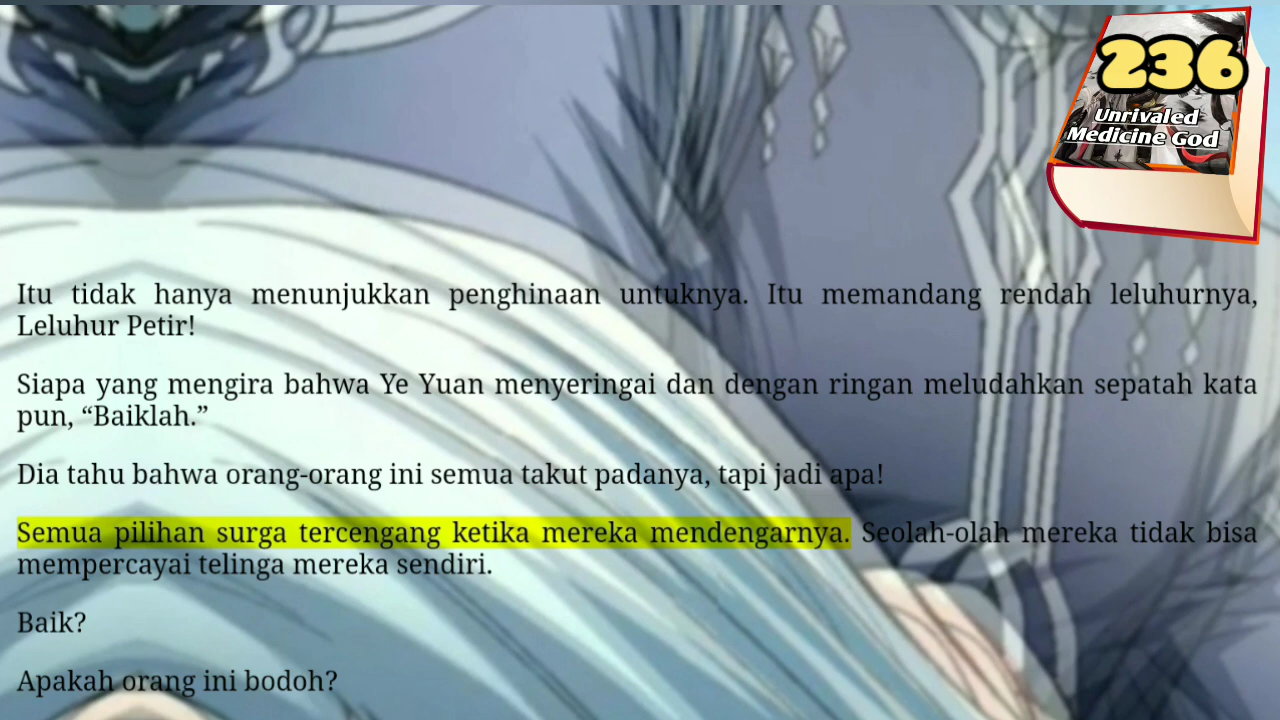 236
Unrivaled
Medicine God
Itu tidak hanya menunjukkan penghinaan untuknya. Itu memandang rendah leluhurnya,
Leluhur Petir!
Siapa yang mengira bahwa Ye Yuan menyeringai dan dengan ringan meludahkan sepatah kata
pun, “Baiklah.”
Dia tahu bahwa orang-orang ini semua takut padanya, tapi jadi apa!
Semua pilihan surga tercengang ketika mereka mendengarnya. Seolah-olah mereka tidak bisa
mempercayai telinga mereka sendiri.
Baik?
Apakah orang ini bodoh?